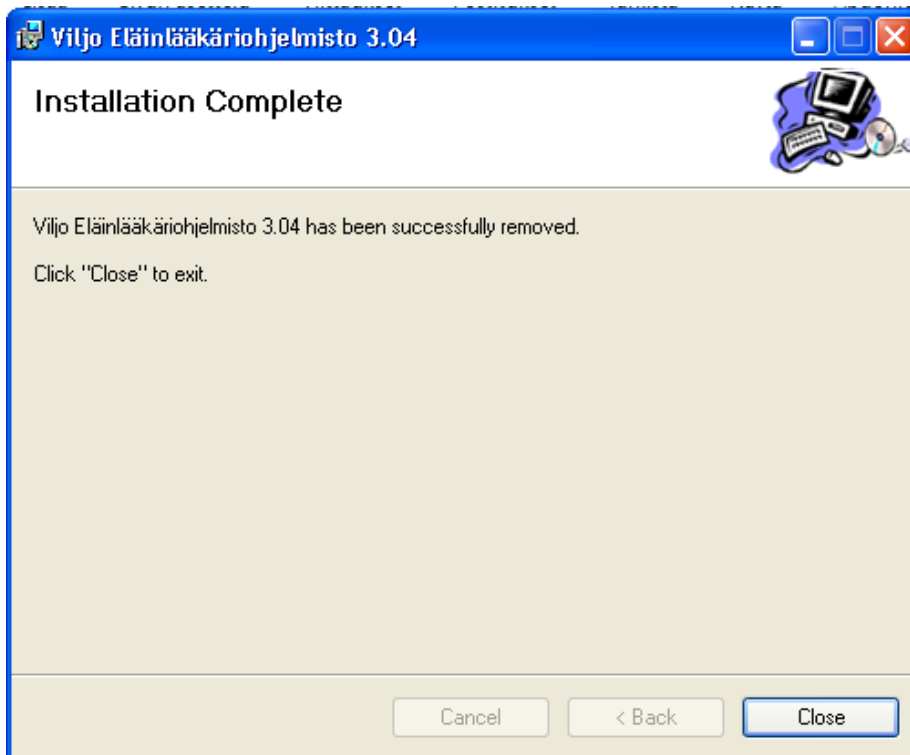 Viljo Eläinlääkäriohjelmisto 3.04
Installation Complete
Viljo Eläinlääkäriohjelmisto 3.04 has been successfully removed.
Click "Close" to exit.
Cancel
< Back
Close